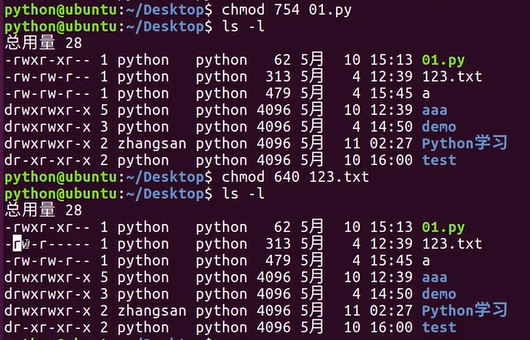 python@ubuntu:~/Desktop$ chmod 754 01.py
python@ubuntu:~/Desktop$ ls -l
总用量 28
-rwxr-xr-- 1 python   python   62 5月  10 15:13 01.py
-rw-rw-r-- 1 python   python  313 5月   4 12:39 123.txt
-rw-rw-r-- 1 python   python  479 5月   4 15:45 a
drwxrwxr-x 5 python   python 4096 5月  10 12:39 aaa
drwxrwxr-x 3 python   python 4096 5月   4 14:50 demo
drwxrwxr-x 2 zhangsan python 4096 5月  11 02:27 Python学习
dr-xr-xr-x 2 python   python 4096 5月  10 16:00 test
python@ubuntu:~/Desktop$ chmod 640 123.txt
python@ubuntu:~/Desktop$ ls -l
总用量 28
-rwxr-xr-- 1 python   python   62 5月  10 15:13 01.py
-rw-r----- 1 python   python  313 5月   4 12:39 123.txt
-rw-rw-r-- 1 python   python  479 5月   4 15:45 a
drwxrwxr-x 5 python   python 4096 5月  10 12:39 aaa
drwxrwxr-x 3 python   python 4096 5月   4 14:50 demo
drwxrwxr-x 2 zhangsan python 4096 5月  11 02:27 Python学习
dr-xr-xr-x 2 python   python 4096 5月  10 16:00 test